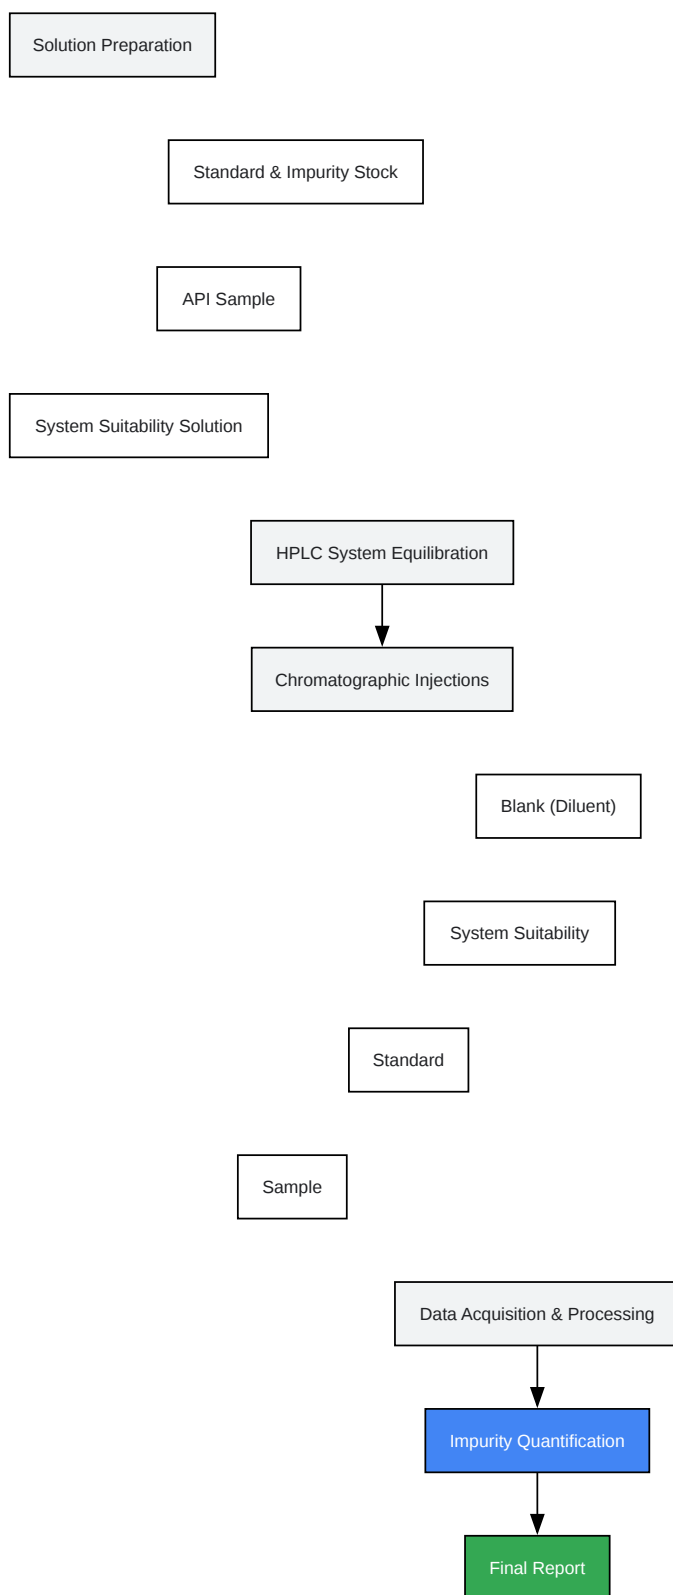 Solution Preparation
Standard & Impurity Stock
API Sample
System Suitability Solution
HPLC System Equilibration
Chromatographic Injections
Blank (Diluent)
System Suitability
Standard
Sample
Data Acquisition & Processing
Impurity Quantification
Final Report